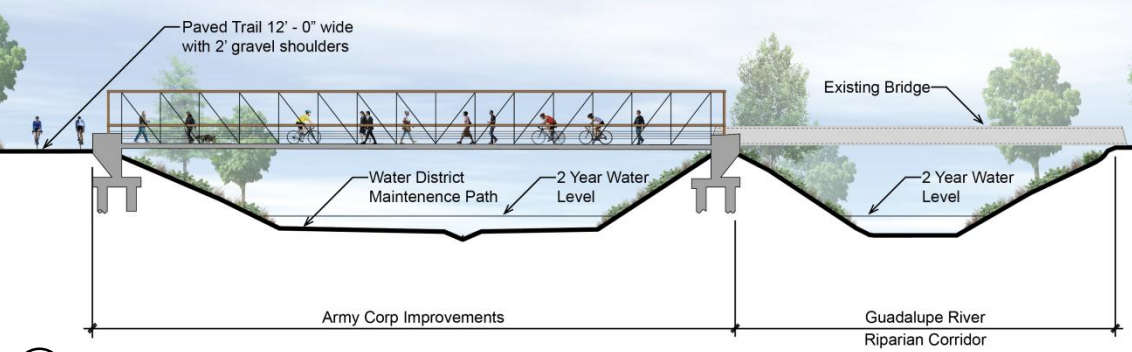 Paved Trail 12' - 0" wide
with 2' gravel shoulders
Existing Bridge
Water District
Maintenence Path
2 Year Water
Level
2 Year Water
Level
Army Corp Improvements
Guadalupe River
Riparian Corridor